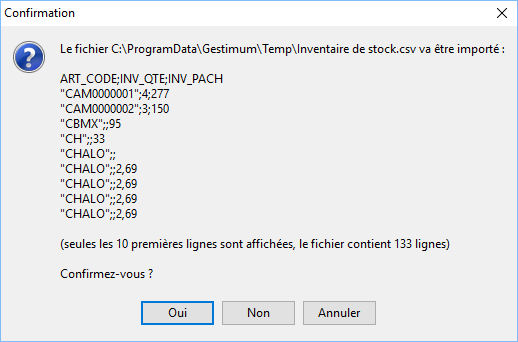 Confirmation
Le fichier C:\ProgramData\Gestimum\Temp\Inventaire de stock.csv va être importé :
ART_CODE;INV_QTE;INV_PACH
"CAM0000001";4;277
"CAM0000002";3;150
"CBMX";;95
"CH";;33
"CHALO";;
"CHALO";;2,69
"CHALO";;2,69
"CHALO";;2,69
"CHALO";;2,69
(seules les 10 premières lignes sont affichées, le fichier contient 133 lignes)
Confirmez-vous ?
Oui
Non
Annuler